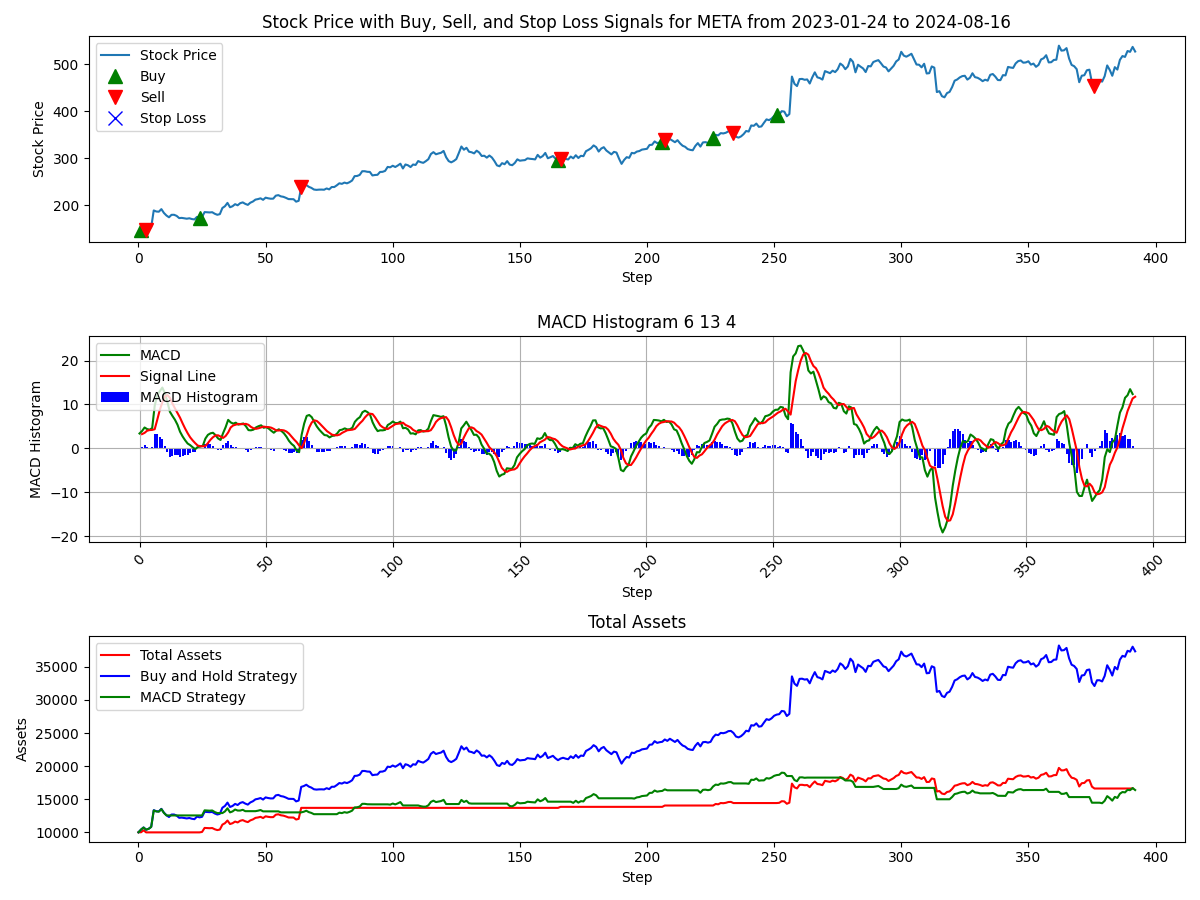 Stock Price with Buy, Sell, and Stop Loss Signals for META from 2023-01-24 to 2024-08-16
Stock Price
Buy
Sell
Stop Loss
500
400
300
200
Stock Price
0 50 100 150 200 250 300 350 400
Step
MACD Histogram 6 13 4
MACD
Signal Line
MACD Histogram
20
10
0
−10
−20
MACD Histogram
0 50 100 150 200 250 300 350 400
Step
Total Assets
Total Assets
Buy and Hold Strategy
MACD Strategy
35000
30000
25000
20000
15000
10000
Assets
0 50 100 150 200 250 300 350 400
Step